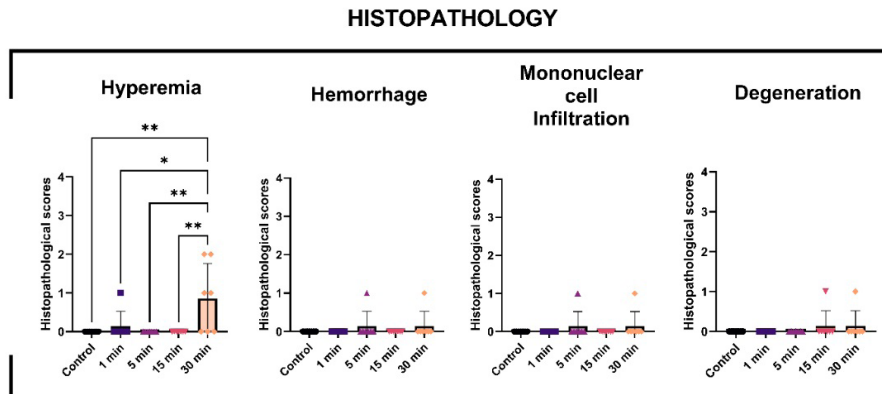 HISTOPATHOLOGY
Hyperemia
Hemorrhage
Mononuclear
cell
Infiltration
Degeneration
**
*
**
**
Histopathological scores
4
3
2
1
0
Control
1 min
5 min
15 min
30 min
Histopathological scores
4
3
2
1
0
Control
1 min
5 min
15 min
30 min
Histopathological scores
4
3
2
1
0
Control
1 min
5 min
15 min
30 min
Histopathological scores
4
3
2
1
0
Control
1 min
5 min
15 min
30 min